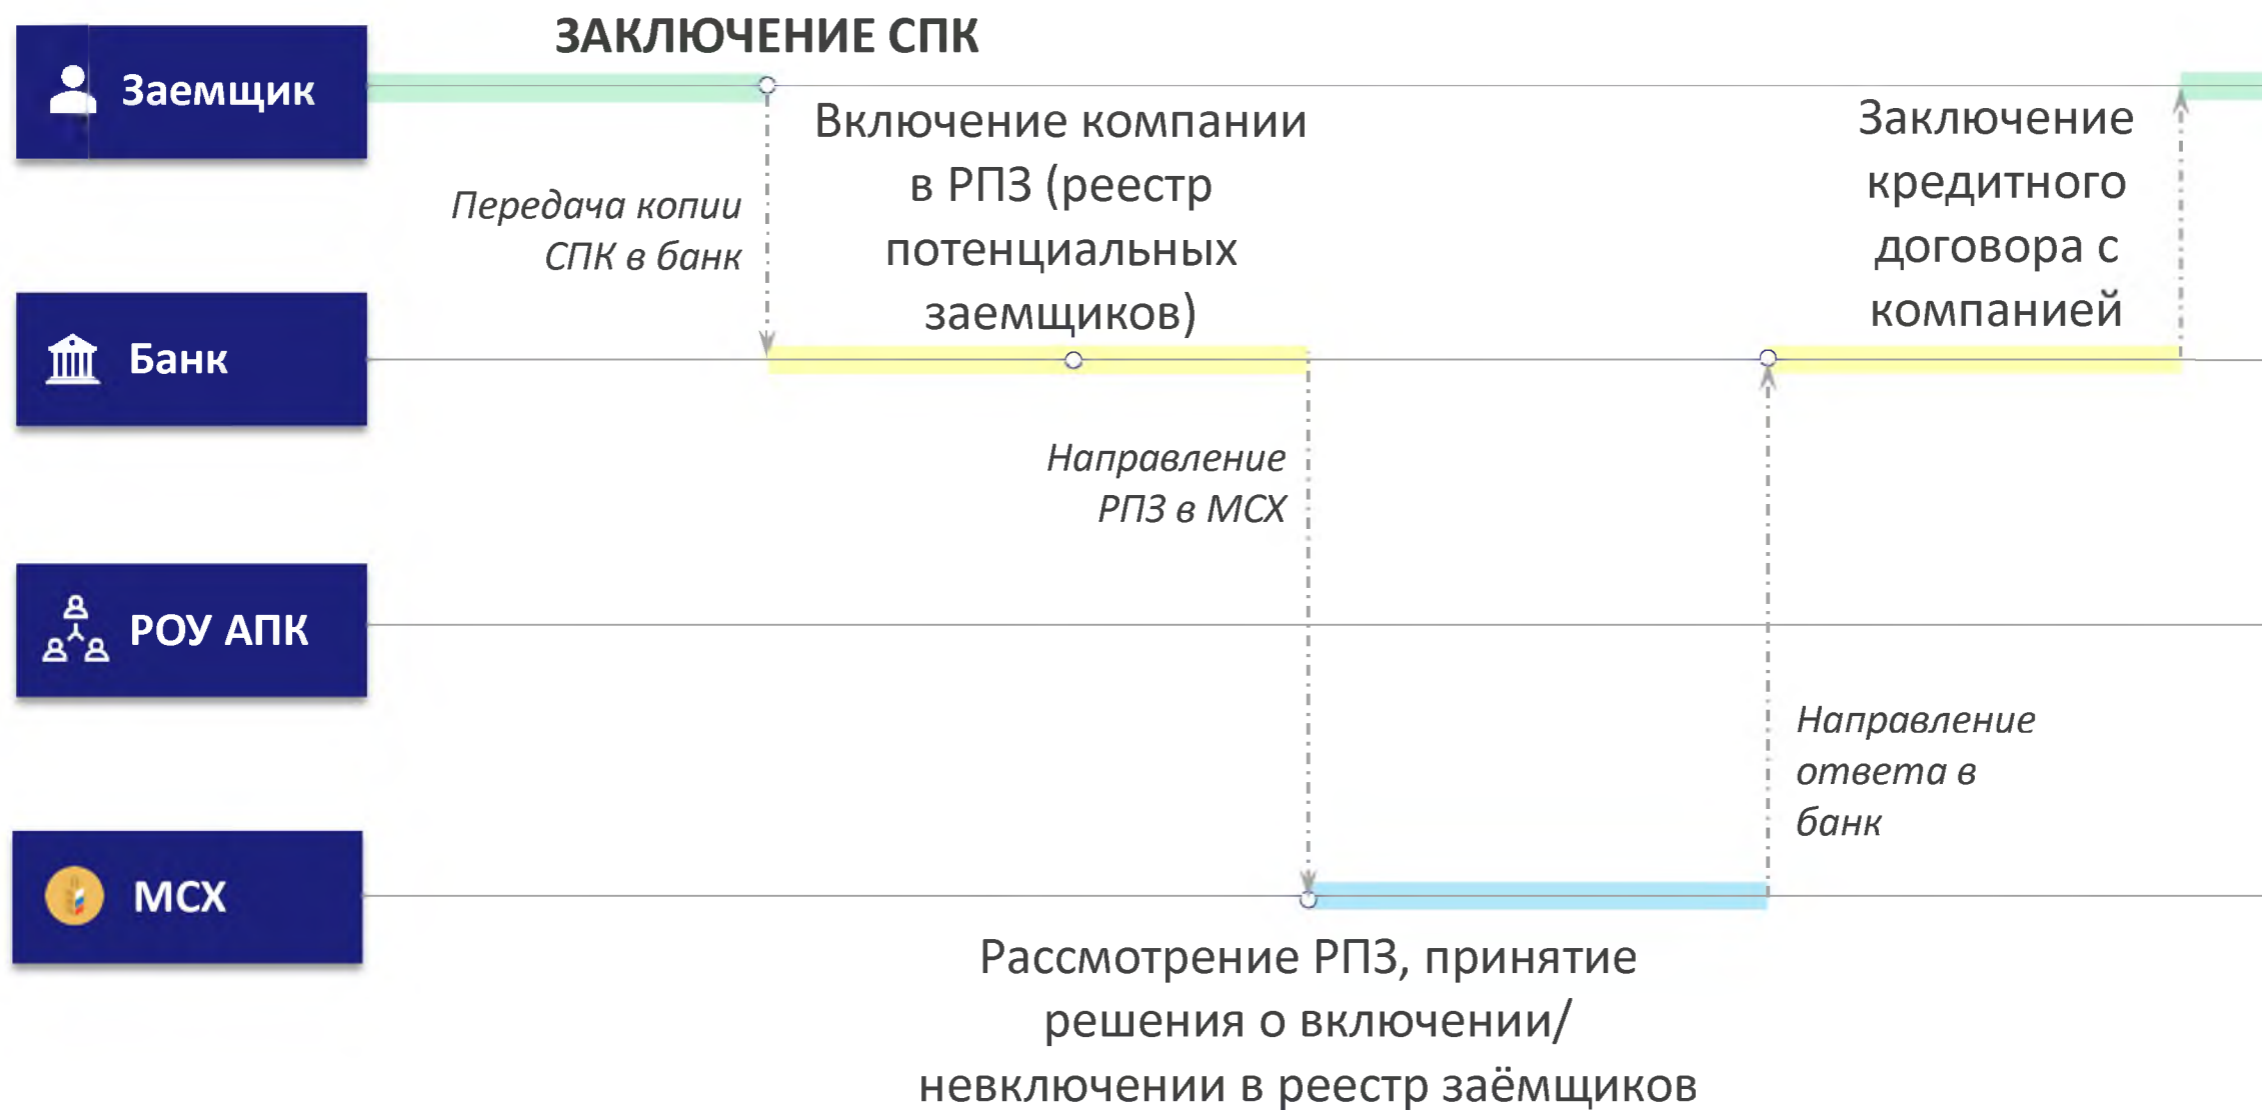 ЗАКЛЮЧЕНИЕ СПК
Заемщик
Включение компании
в РПЗ (реестр
потенциальных
заемщиков)
Заключение
кредитного
договора с
компанией
Передача копии
СПК в банк
Банк
Направление
РПЗ в МСХ
РОУ АПК
Направление
ответа в
банк
МСХ
Рассмотрение РПЗ, принятие
решения о включении/
невключении в реестр заёмщиков